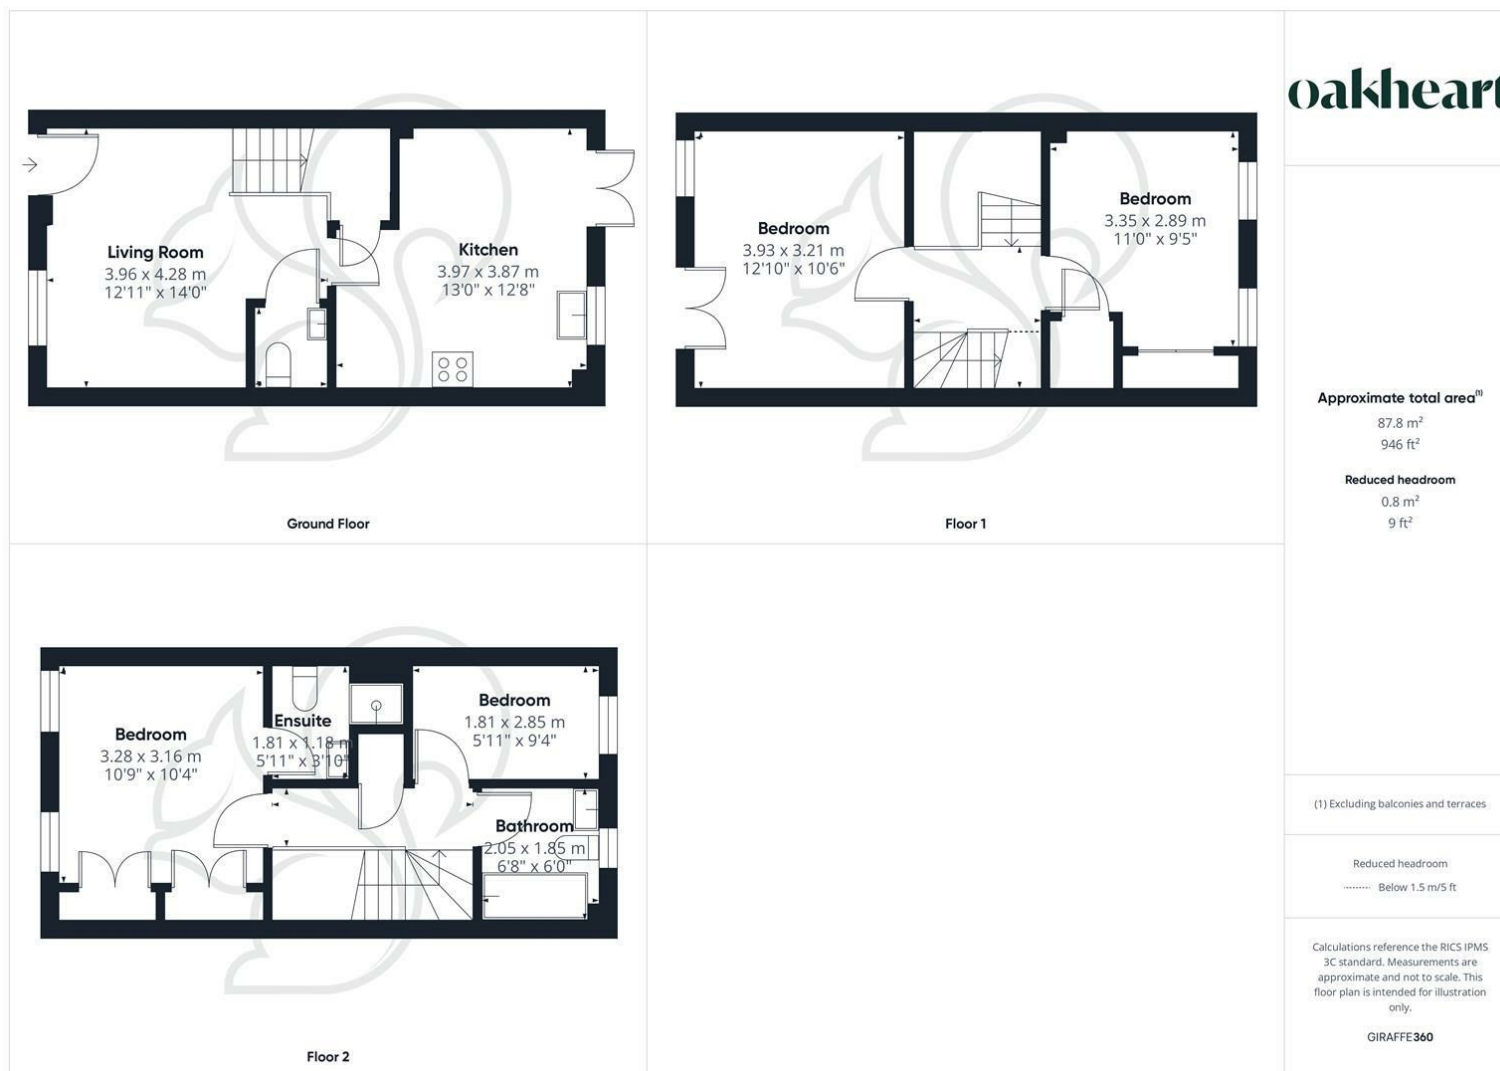 Living Room
3.96 x 4.28 m
12'11" x 14'0"
Kitchen
3.97 x 3.87 m
13'0" x 12'8"
Ground Floor
Bedroom
3.93 x 3.21 m
12'10" x 10'6"
Bedroom
3.35 x 2.89 m
11'0" x 9'5"
Floor 1
Bedroom
3.28 x 3.16 m
10'9" x 10'4"
Ensuite
1.81 x 1.18 m
5'11" x 3'10"
Bedroom
1.81 x 2.85 m
5'11" x 9'4"
Bathroom
2.05 x 1.85 m
6'8" x 6'0"
Floor 2
oakheart
Approximate total area(1)
87.8 m²
946 ft²
Reduced headroom
0.8 m²
9 ft²
(1) Excluding balconies and terraces
Reduced headroom
Below 1.5 m/5 ft
Calculations reference the RICS IPMS
3C standard. Measurements are
approximate and not to scale. This
floor plan is intended for illustration
only.
GIRAFFE360